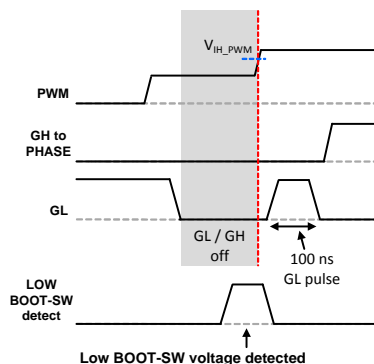 V_IH_PWM
PWM
GH to
PHASE
GL
GL / GH
off
100 ns
GL pulse
LOW
BOOT-SW
detect
Low BOOT-SW voltage detected